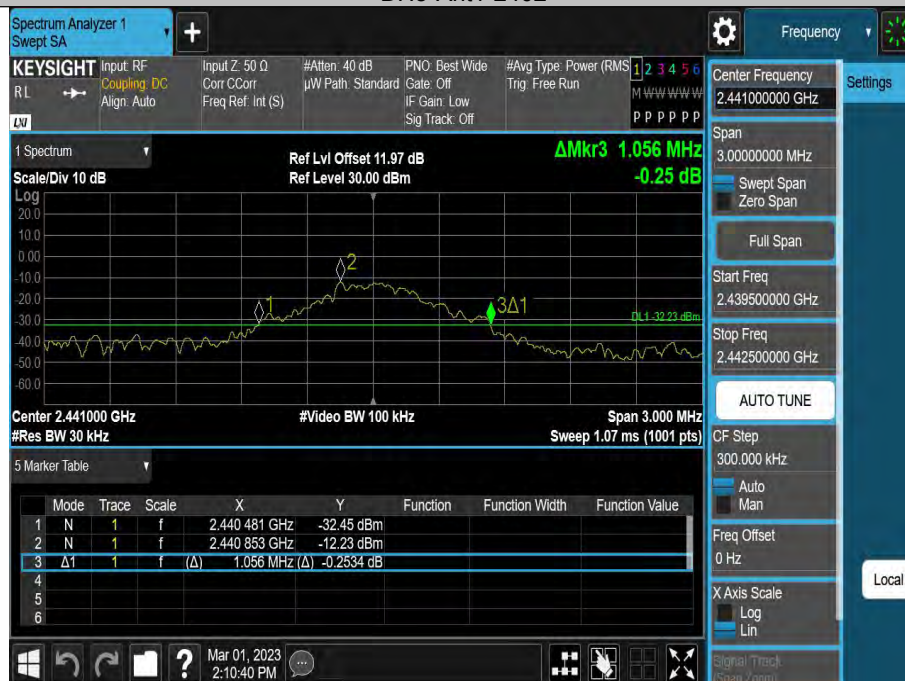 Spectrum Analyzer 1
Swept SA
+
Frequency
KEYSIGHT Input: RF Input Z: 50 Ω #Atten: 40 dB PNO: Best Wide #Avg Type: Power (RMS 1 2 3 4 5 6
RL Coupling: DC Corr CCorr µW Path: Standard Gate: Off Trig: Free Run M W W W W W
Align: Auto Freq Ref: Int (S) IF Gain: Low
LXI Sig Track: Off P P P P P P
1 Spectrum
Ref Lvl Offset 11.97 dB ΔMkr3 1.056 MHz
Scale/Div 10 dB Ref Level 30.00 dBm -0.25 dB
Log
20.0
10.0
0.00
-10.0
-20.0
-30.0
-40.0
-50.0
-60.0
2
1
3Δ1
DL1 -32.23 dBm
Center 2.441000 GHz #Video BW 100 kHz Span 3.000 MHz
#Res BW 30 kHz Sweep 1.07 ms (1001 pts)
5 Marker Table
Mode Trace Scale X Y Function Function Width Function Value
1 N 1 f 2.440 481 GHz -32.45 dBm
2 N 1 f 2.440 853 GHz -12.23 dBm
3 Δ1 1 f (Δ) 1.056 MHz (Δ) -0.2534 dB
4
5
6
?
Mar 01, 2023
2:10:40 PM
Center Frequency
2.441000000 GHz
Settings
Span
3.00000000 MHz
Swept Span
Zero Span
Full Span
Start Freq
2.439500000 GHz
Stop Freq
2.442500000 GHz
AUTO TUNE
CF Step
300.000 kHz
Auto
Man
Freq Offset
0 Hz
Local
X Axis Scale
Log
Lin
Signal Track
(Span Zoom)